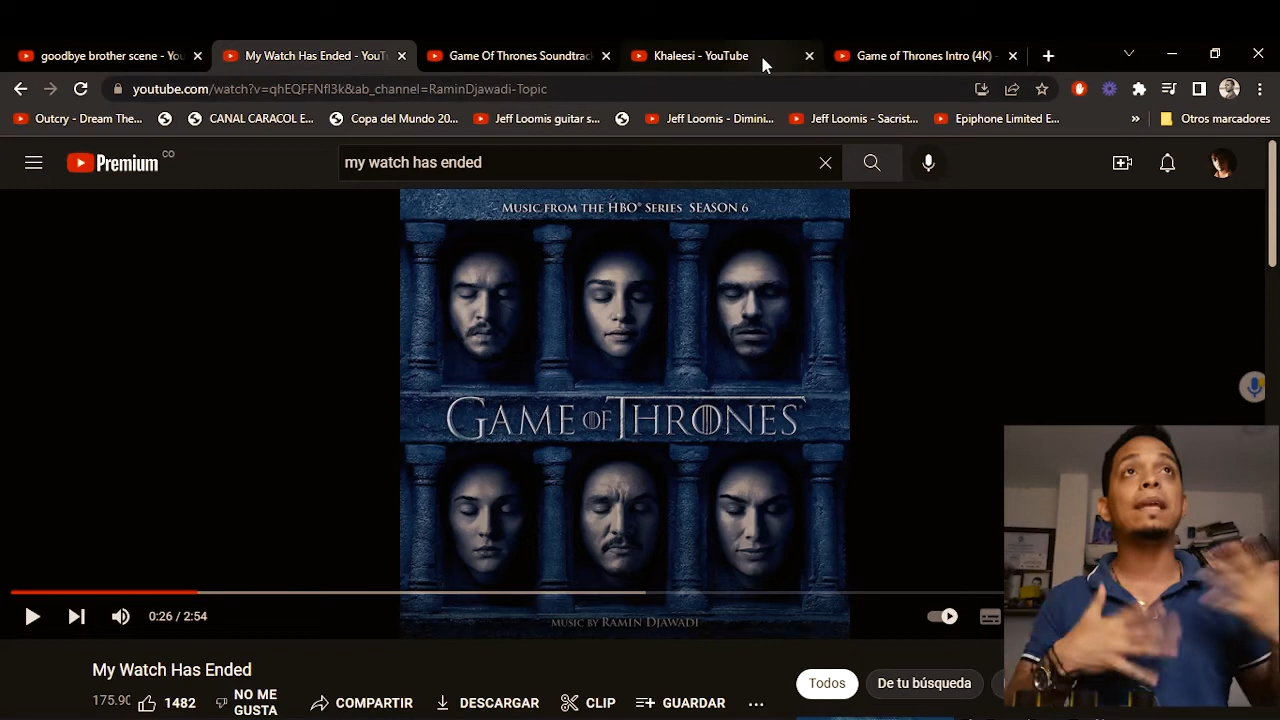 goodbye brother scene - You
My Watch Has Ended - YouT
Game Of Thrones Soundtrac
Khaleesi - YouTube
Game of Thrones Intro (4K) -
youtube.com/watch?v=qhEQFFNfl3k&ab_channel=RaminDjawadi-Topic
Outcry - Dream The...
CANAL CARACOL E...
Copa del Mundo 20...
Jeff Loomis guitar s...
Jeff Loomis - Dimini...
Jeff Loomis - Sacrist...
Epiphone Limited E...
»
Otros marcadores
Premium CO
my watch has ended
MUSIC FROM THE HBO® SERIES SEASON 6
GAME OF THRONES
MUSIC BY RAMIN DJAWADI
0:26 / 2:54
My Watch Has Ended
Todos
De tu búsqueda
1482
NO ME
GUSTA
COMPARTIR
DESCARGAR
CLIP
GUARDAR